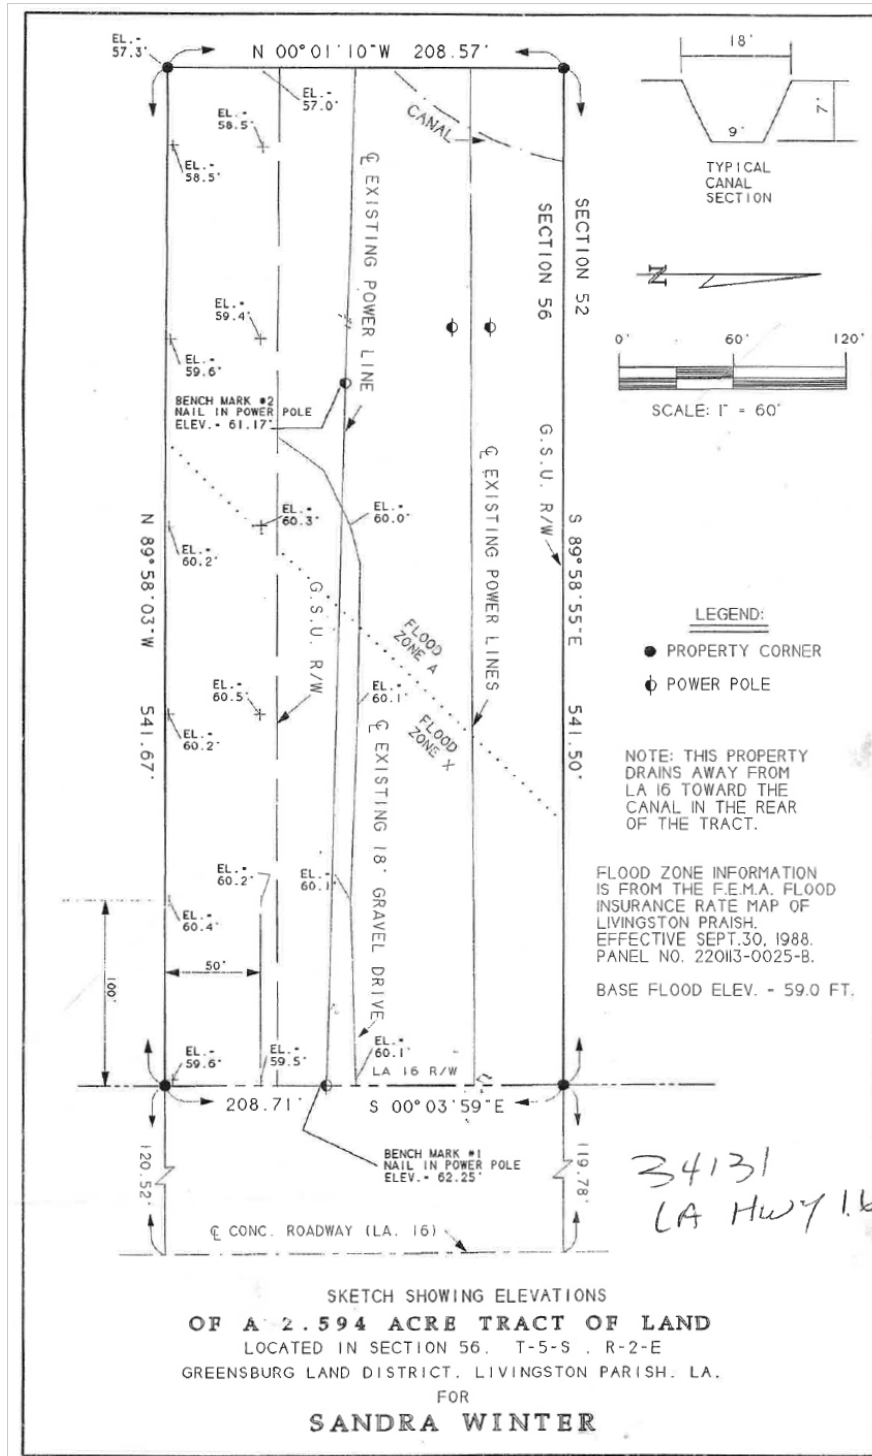 EL.=
57.3'
N 00°01'10"W 208.57'
18'
7'
9'
TYPICAL
CANAL
SECTION
EL.=
57.0'
EL.=
58.5'
EL.=
58.5'
CANAL
℄ EXISTING POWER LINE
SECTION 56
SECTION 52
N
EL.=
59.4'
EL.=
59.6'
0' 60' 120'
SCALE: 1" = 60'
BENCH MARK #2
NAIL IN POWER POLE
ELEV.= 61.17'
G.S.U. R/W
℄ EXISTING POWER LINES
EL.=
60.3'
EL.=
60.0'
EL.=
60.2'
N 89°58'03"W 541.67'
S 89°58'55"E 541.50'
G.S.U. R/W
FLOOD
ZONE A
FLOOD
ZONE X
LEGEND:
PROPERTY CORNER
POWER POLE
EL.=
60.5'
EL.=
60.1'
EL.=
60.2'
℄ EXISTING 18' GRAVEL DRIVE
NOTE: THIS PROPERTY
DRAINS AWAY FROM
LA 16 TOWARD THE
CANAL IN THE REAR
OF THE TRACT.
EL.=
60.2'
EL.=
60.1'
EL.=
60.4'
FLOOD ZONE INFORMATION
IS FROM THE F.E.M.A. FLOOD
INSURANCE RATE MAP OF
LIVINGSTON PRAISH.
EFFECTIVE SEPT.30, 1988.
PANEL NO. 220113-0025-B.
BASE FLOOD ELEV. = 59.0 FT.
50'
100'
EL.=
59.6'
EL.=
59.5'
EL.=
60.1'
LA 16 R/W
208.71' S 00°03'59"E
BENCH MARK #1
NAIL IN POWER POLE
ELEV.= 62.25'
120.52'
119.78'
34131
LA Hwy 16
℄ CONC. ROADWAY (LA. 16)
SKETCH SHOWING ELEVATIONS
OF A 2.594 ACRE TRACT OF LAND
LOCATED IN SECTION 56, T-5-S , R-2-E
GREENSBURG LAND DISTRICT, LIVINGSTON PARISH, LA.
FOR
SANDRA WINTER